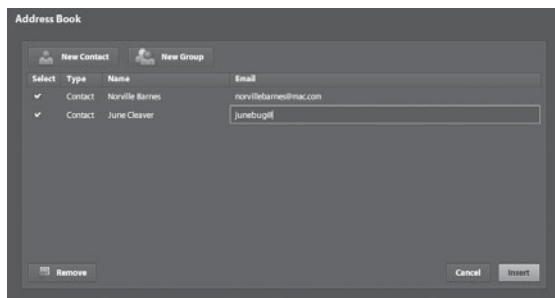 Address Book
New Contact New Group
Select Type Name Email
Contact Norville Barnes norvillebarnes@mac.com
Contact June Cleaver junebug@
Remove Cancel Insert